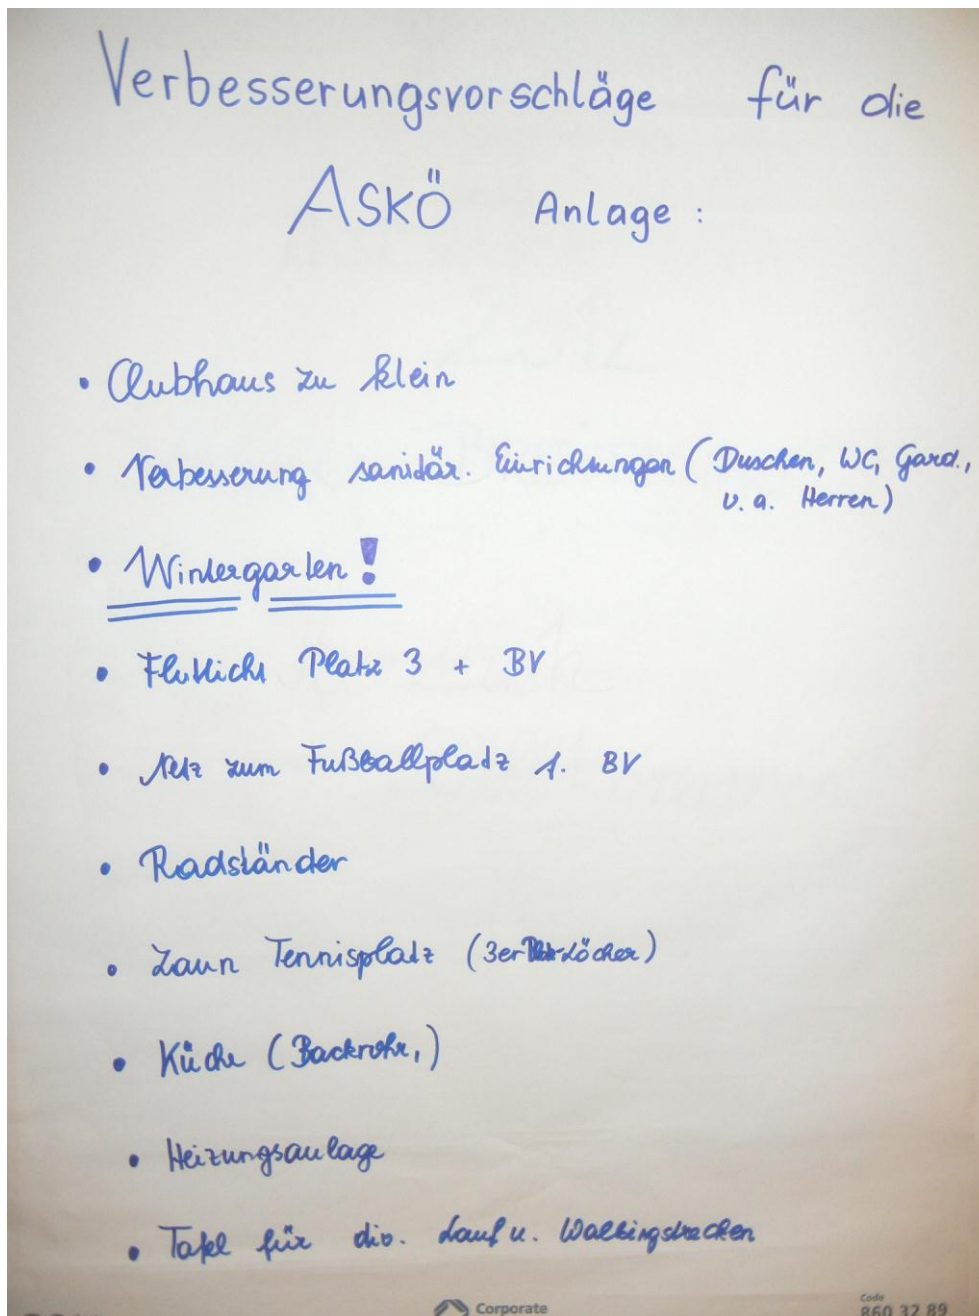 Verbesserungsvorschläge für die
ASKÖ Anlage :
• Clubhaus zu klein
• Verbesserung sanitär. Einrichtungen ( Duschen, WC, Gard.,
v. a. Herren)
• Wintergarten !
• Flutlicht Platz 3 + BV
• Netz zum Fußballplatz 1. BV
• Radständer
• Zaun Tennisplatz (3er Löcher)
• Küche (Backrohr,)
• Heizungsanlage
• Tafel für div. Lauf u. Walkingstrecken
Corporate
Code
860 32 89